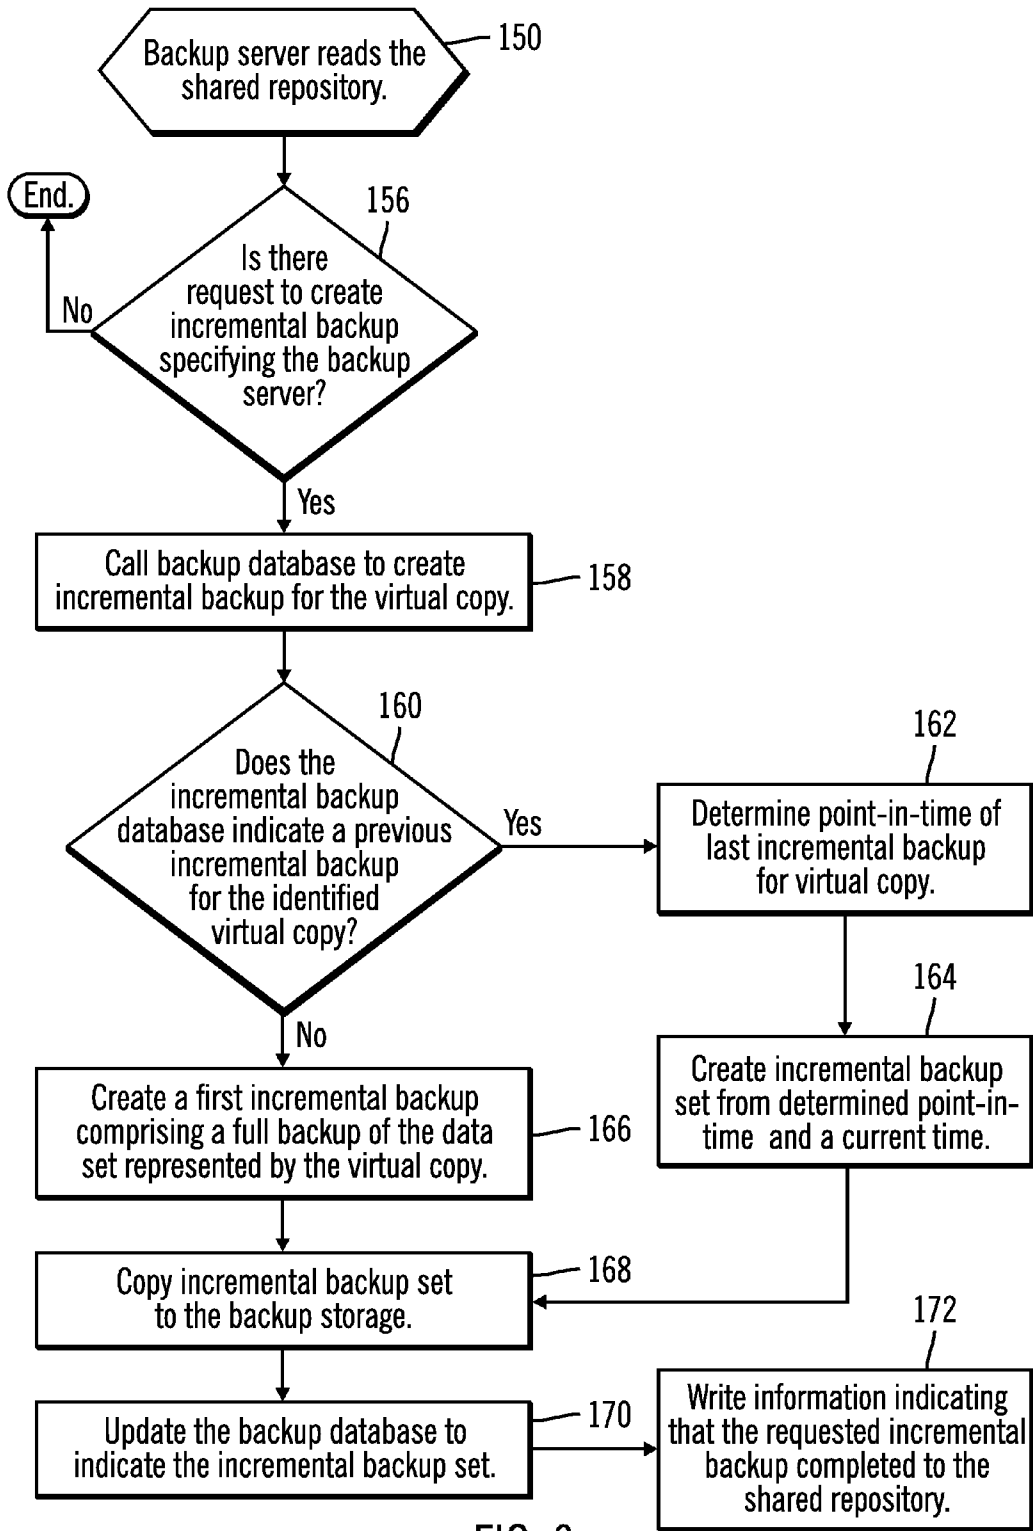 Backup server reads the
shared repository.
150
End.
156
Is there
request to create
incremental backup
specifying the backup
server?
No
Yes
Call backup database to create
incremental backup for the virtual copy.
158
160
Does the
incremental backup
database indicate a previous
incremental backup
for the identified
virtual copy?
Yes
162
Determine point-in-time of
last incremental backup
for virtual copy.
164
Create incremental backup
set from determined point-in-
time and a current time.
No
Create a first incremental backup
comprising a full backup of the data
set represented by the virtual copy.
166
Copy incremental backup set
to the backup storage.
168
Update the backup database to
indicate the incremental backup set.
170
172
Write information indicating
that the requested incremental
backup completed to the
shared repository.